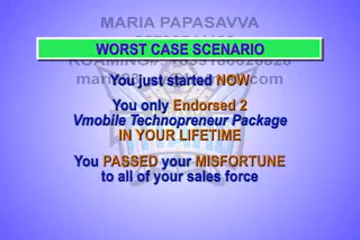 MARIA PAPASAVVA
WORST CASE SCENARIO
You just started NOW
You only Endorsed 2
Vmobile Technopreneur Package
IN YOUR LIFETIME
You PASSED your MISFORTUNE
to all of your sales force